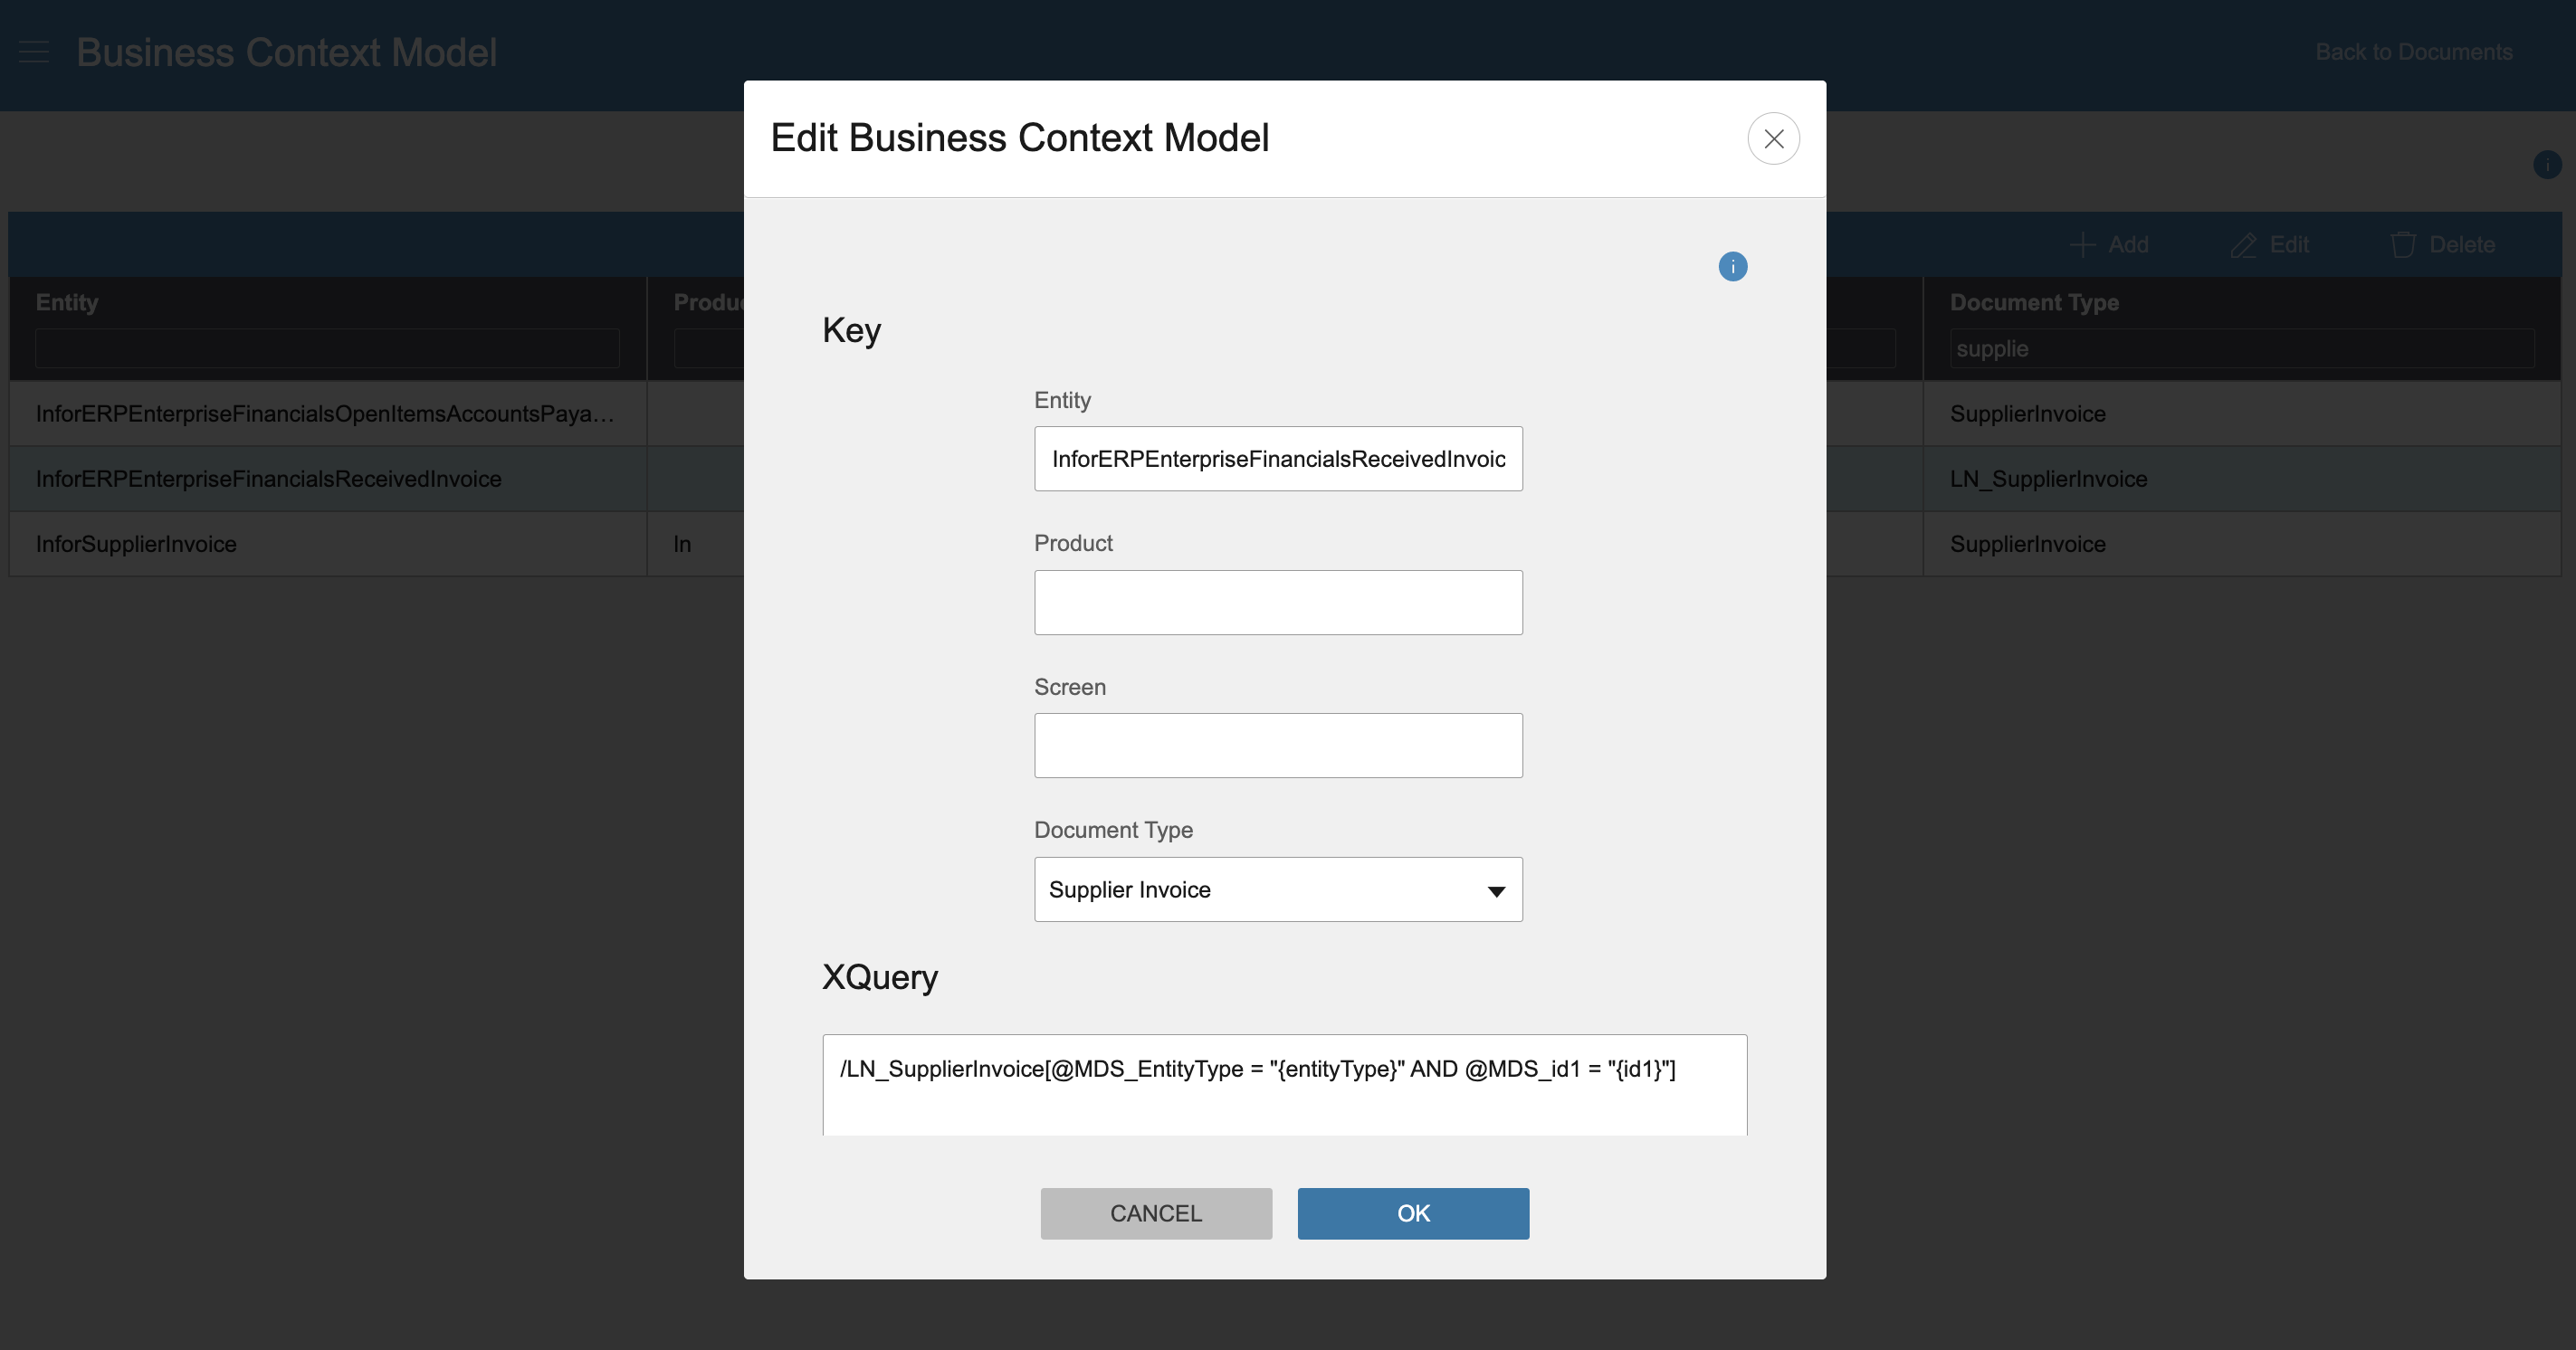 Business Context Model
Back to Documents
Edit Business Context Model
Key
Add
Edit
Delete
Entity
Document Type
supplie
InforERPEnterpriseFinancialsOpenItemsAccountsPaya...
SupplierInvoice
InforERPEnterpriseFinancialsReceivedInvoice
LN_SupplierInvoice
InforSupplierInvoice
ln
SupplierInvoice
Entity
InforERPEnterpriseFinancialsReceivedInvoic
Product
Screen
Document Type
Supplier Invoice
XQuery
/LN_SupplierInvoice[@MDS_EntityType = "{entityType}" AND @MDS_id1 = "{id1}"]
CANCEL
OK